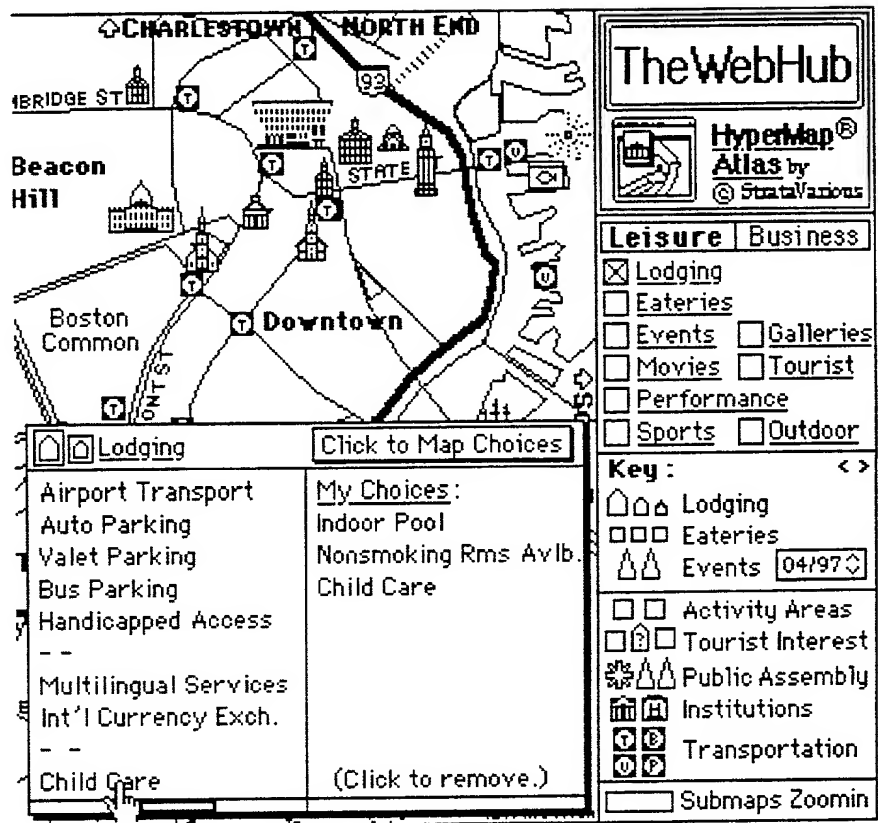 CHARLESTOWN
NORTH END
93
T
T
BRIDGE ST
Beacon
Hill
T
STATE
T
U
T
T
U
Boston
Common
T
Downtown
ONT ST
T
TheWebHub
HyperMap®
Atlas by
© StrataVarious
Leisure Business
Lodging
Eateries
Events Galleries
Movies Tourist
Performance
Sports Outdoor
Key : < >
Lodging
Eateries
Events 04/97
Activity Areas
? Tourist Interest
Public Assembly
H Institutions
T B
U P
Transportation
Submaps Zoomin
Lodging
Click to Map Choices
Airport Transport
Auto Parking
Valet Parking
Bus Parking
Handicapped Access
- -
Multilingual Services
Int'l Currency Exch.
- -
Child Care
My Choices:
Indoor Pool
Nonsmoking Rms Avlb.
Child Care
(Click to remove.)